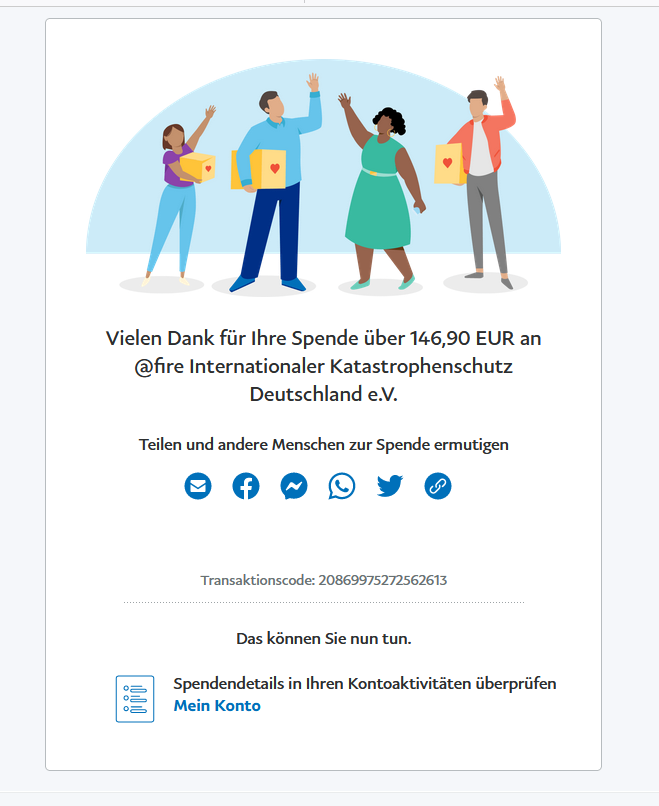 Vielen Dank für Ihre Spende über 146,90 EUR an
@fire Internationaler Katastrophenschutz
Deutschland e.V.
Teilen und andere Menschen zur Spende ermutigen
Transaktionscode: 20869975272562613
Das können Sie nun tun.
Spendendetails in Ihren Kontoaktivitäten überprüfen
Mein Konto